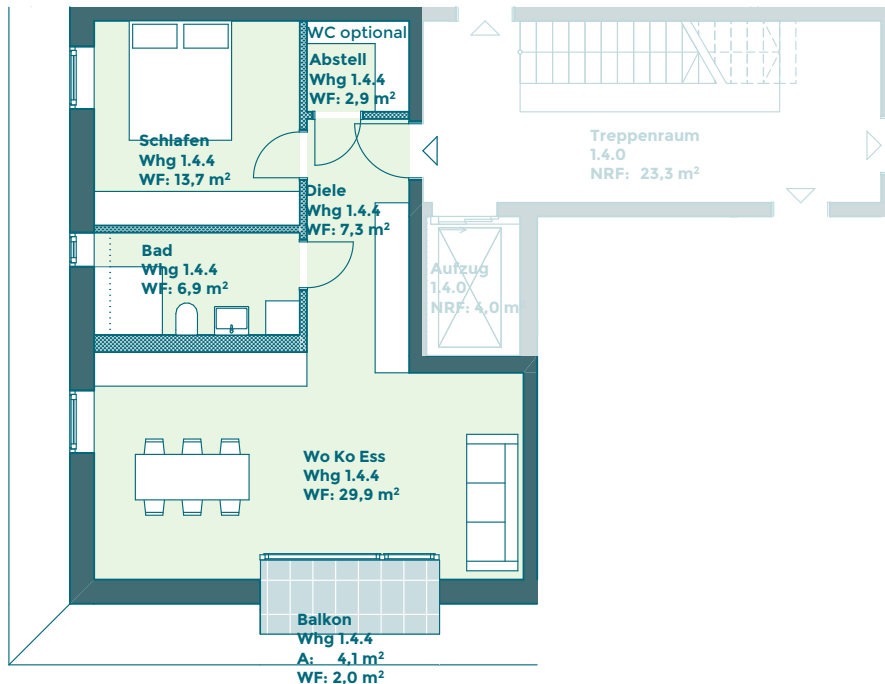 WC optional
Abstell
Whg 1.4.4
WF: 2,9 m²
Schlafen
Whg 1.4.4
WF: 13,7 m²
Treppenraum
1.4.0
NRF: 23,3 m²
Diele
Whg 1.4.4
WF: 7,3 m²
Bad
Whg 1.4.4
WF: 6,9 m²
Aufzug
1.4.0
NRF: 4,0 m²
Wo Ko Ess
Whg 1.4.4
WF: 29,9 m²
Balkon
Whg 1.4.4
A: 4,1 m²
WF: 2,0 m²